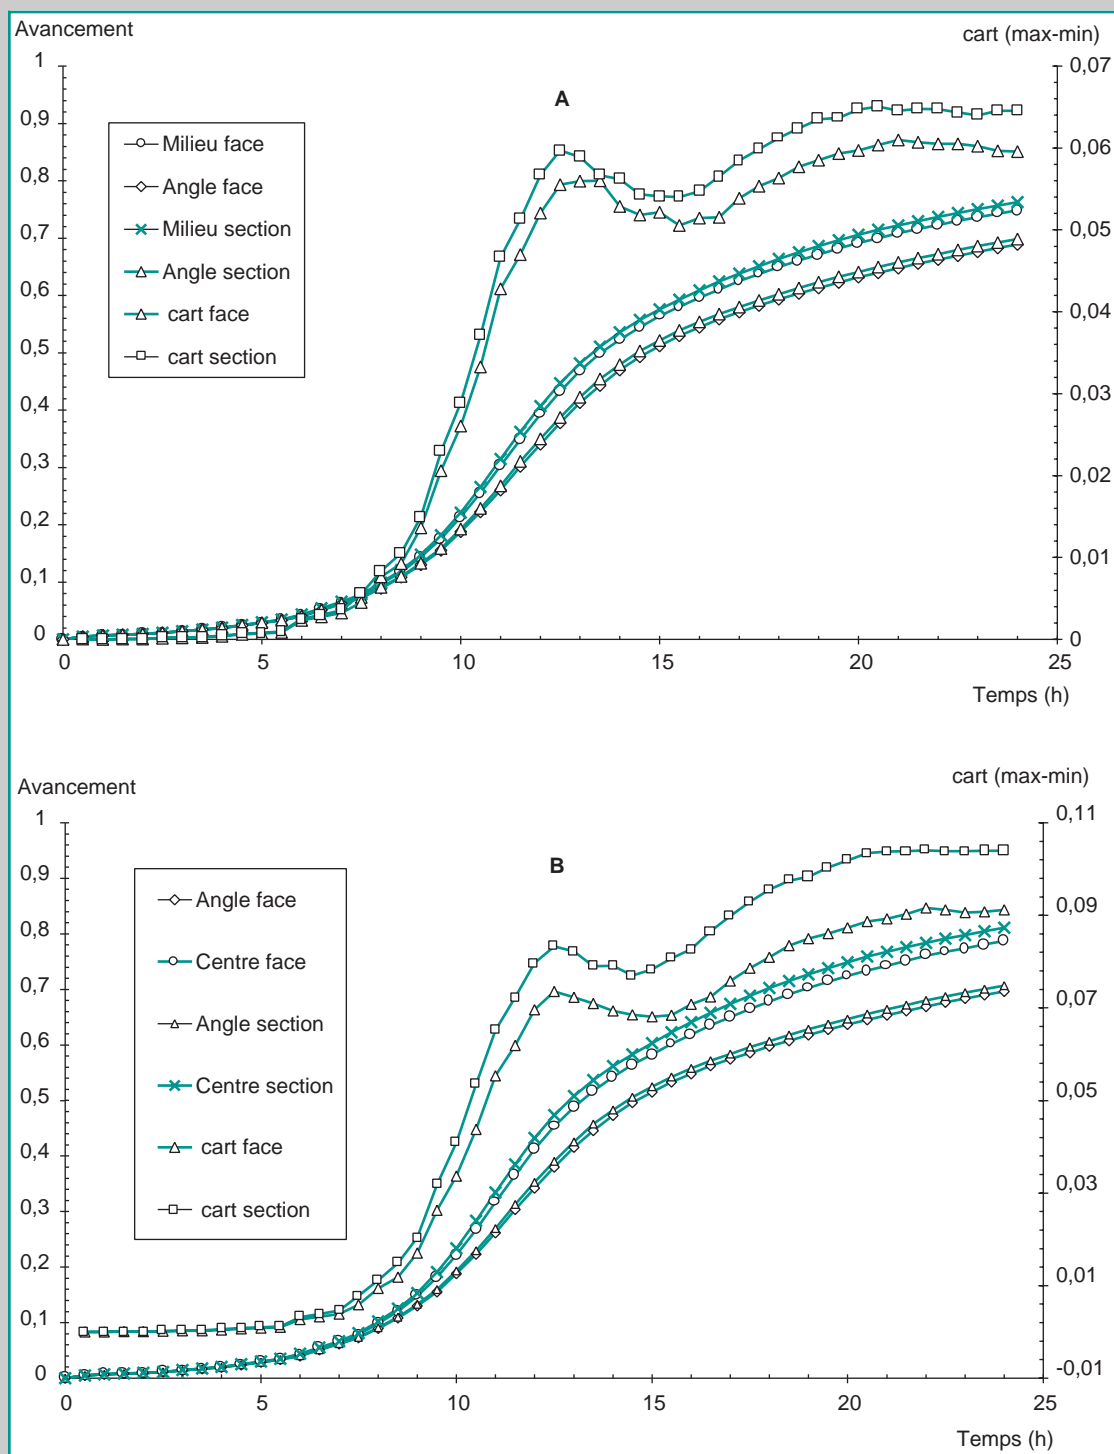 Avancement
cart (max-min)
1
0,9
0,8
0,7
0,6
0,5
0,4
0,3
0,2
0,1
0
0,07
0,06
0,05
0,04
0,03
0,02
0,01
0
A
Milieu face
Angle face
Milieu section
Angle section
cart face
cart section
0
5
10
15
20
25
Temps (h)
Avancement
cart (max-min)
1
0,9
0,8
0,7
0,6
0,5
0,4
0,3
0,2
0,1
0
0,11
0,09
0,07
0,05
0,03
0,01
-0,01
B
Angle face
Centre face
Angle section
Centre section
cart face
cart section
0
5
10
15
20
25
Temps (h)